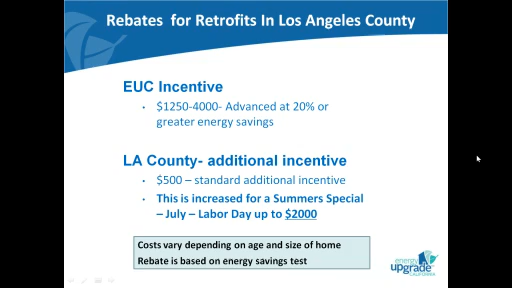 Rebates for Retrofits In Los Angeles County
EUC Incentive
• $1250-4000- Advanced at 20% or
greater energy savings
LA County- additional incentive
• $500 – standard additional incentive
• This is increased for a Summers Special
– July – Labor Day up to $2000
Costs vary depending on age and size of home
Rebate is based on energy savings test
energy
upgrade
CALIFORNIA